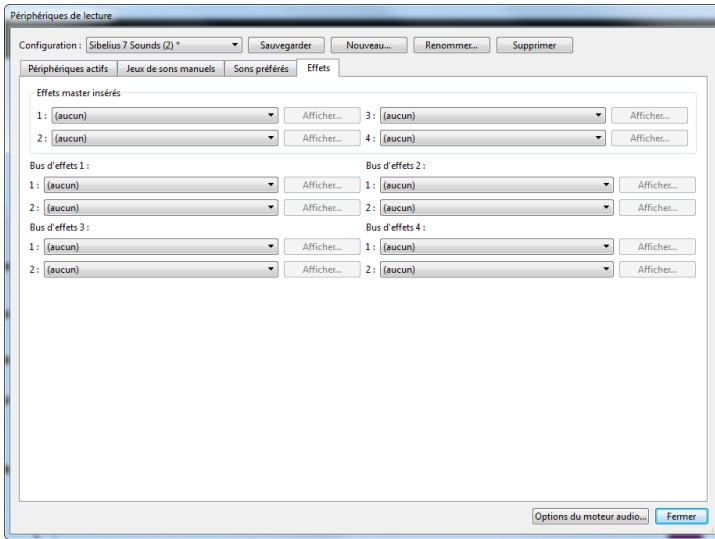 Périphériques de lecture
Configuration : Sibelius 7 Sounds (2) * Sauvegarder Nouveau... Renommer... Supprimer
Périphériques actifs Jeux de sons manuels Sons préférés Effets
Effets master insérés
1 : (aucun) Afficher... 3 : (aucun) Afficher...
2 : (aucun) Afficher... 4 : (aucun) Afficher...
Bus d'effets 1 : Bus d'effets 2 :
1 : (aucun) Afficher... 1 : (aucun) Afficher...
2 : (aucun) Afficher... 2 : (aucun) Afficher...
Bus d'effets 3 : Bus d'effets 4 :
1 : (aucun) Afficher... 1 : (aucun) Afficher...
2 : (aucun) Afficher... 2 : (aucun) Afficher...
Options du moteur audio... Fermer